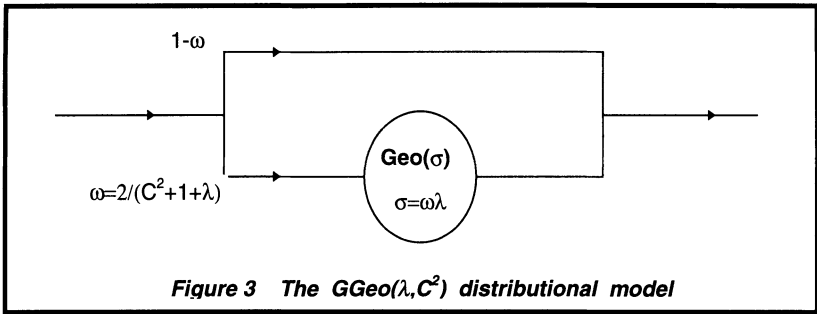 1-ω
Geo(σ)
σ=ωλ
ω=2/(C²+1+λ)
Figure 3 The GGeo(λ,C²) distributional model